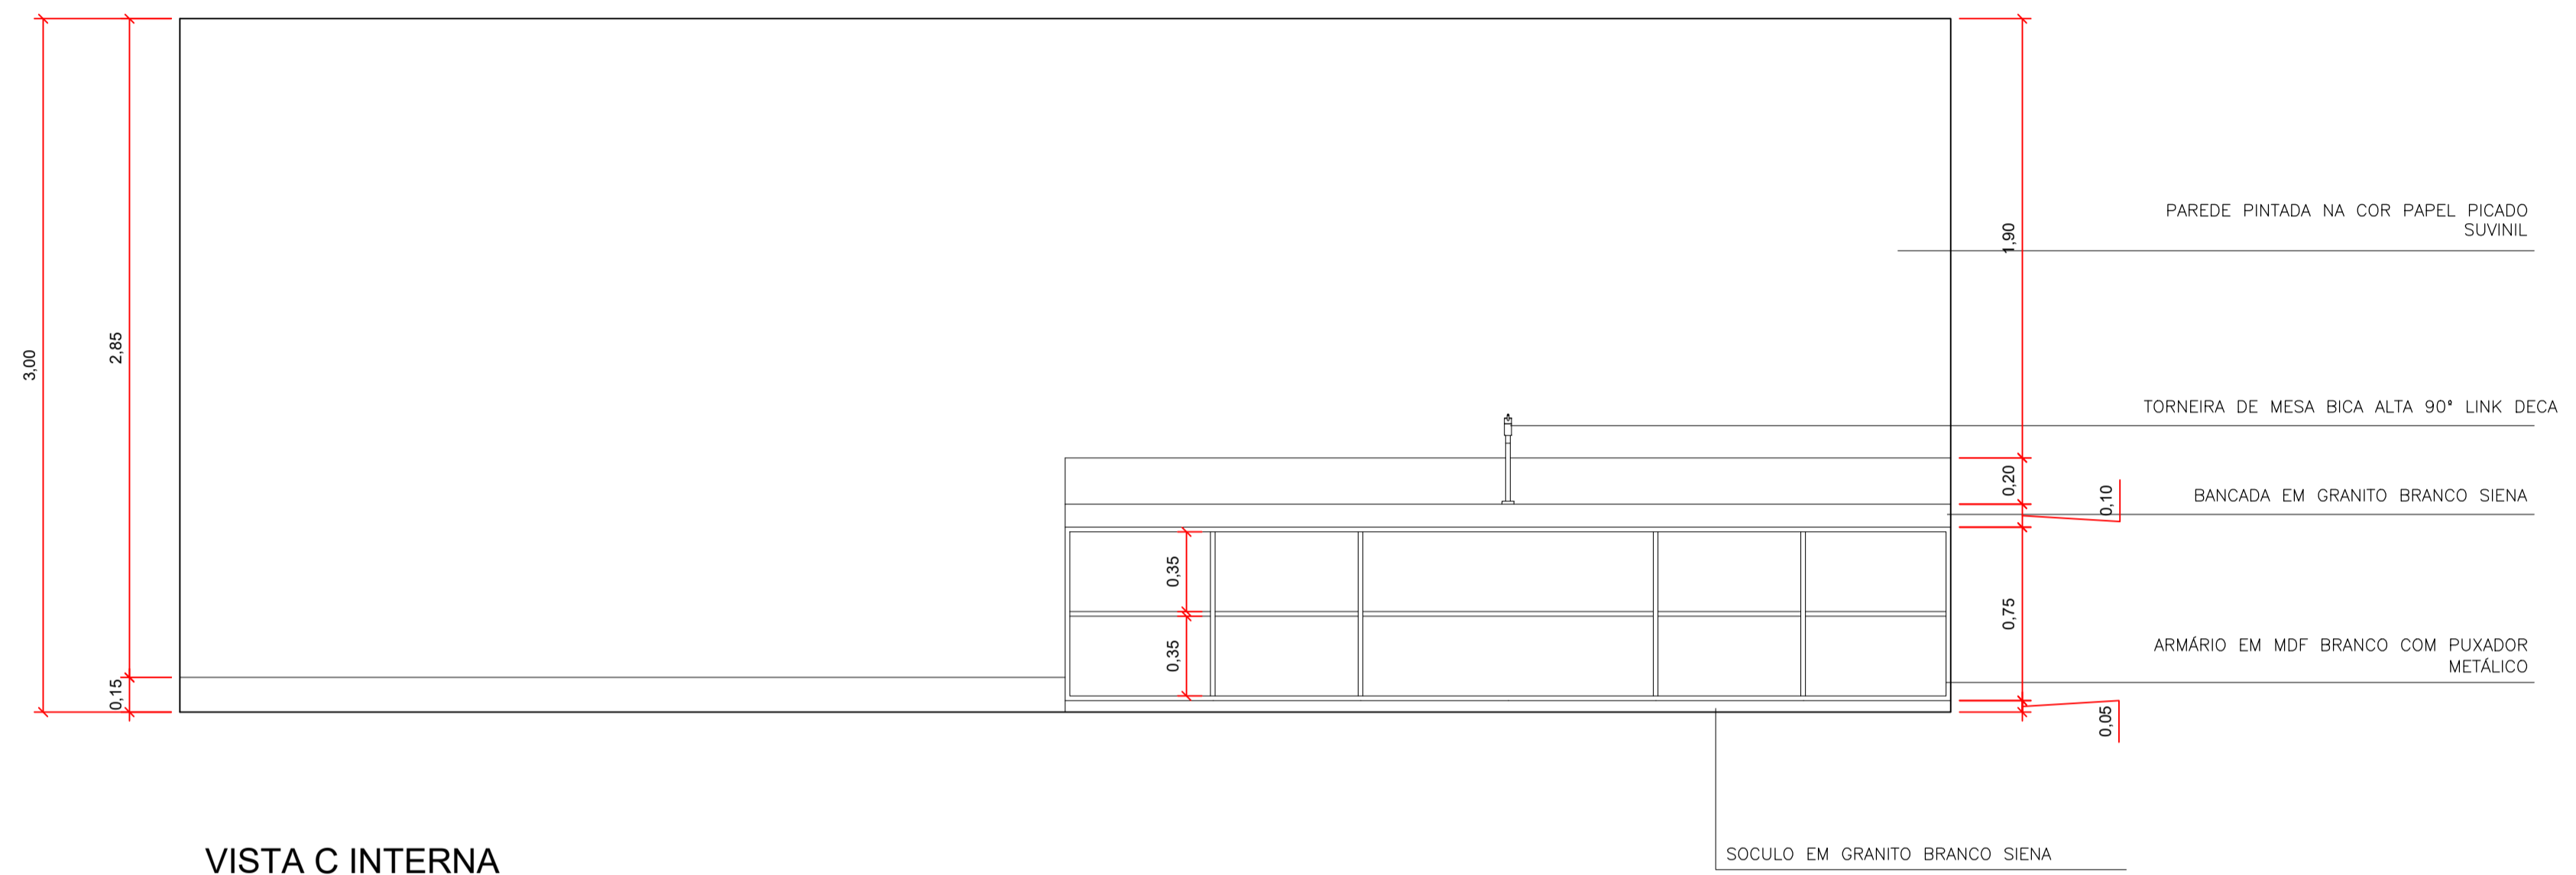 3,00
2,85
0,15
1,90
PAREDE PINTADA NA COR PAPEL PICADO
SUVINIL
TORNEIRA DE MESA BICA ALTA 90° LINK DECA
0,20
0,10
BANCADA EM GRANITO BRANCO SIENA
0,35
0,35
0,75
ARMÁRIO EM MDF BRANCO COM PUXADOR
METÁLICO
0,05
SOCULO EM GRANITO BRANCO SIENA
VISTA C INTERNA